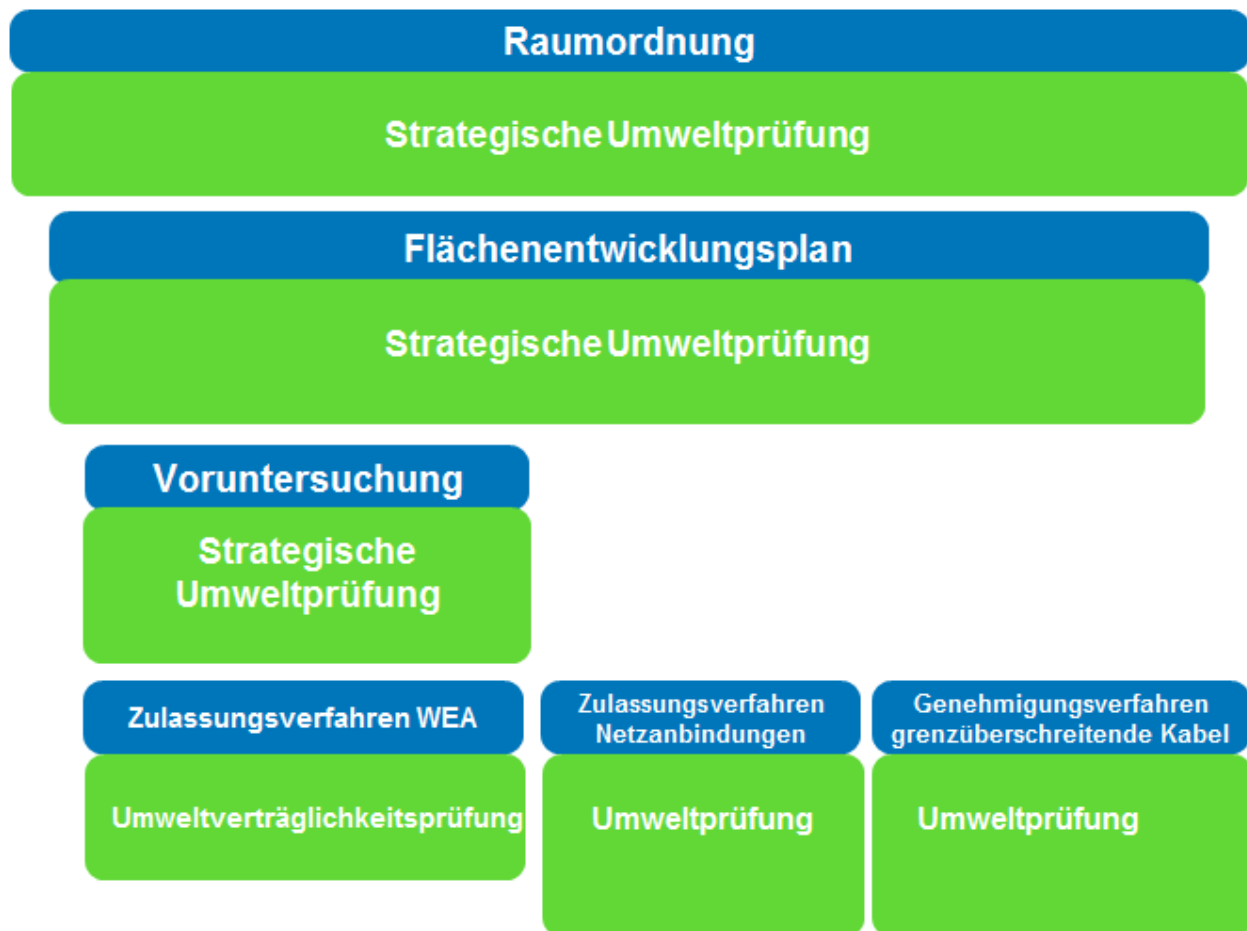 Raumordnung
Strategische Umweltprüfung
Flächenentwicklungsplan
Strategische Umweltprüfung
Voruntersuchung
Strategische
Umweltprüfung
Zulassungsverfahren WEA
Umweltverträglichkeitsprüfung
Zulassungsverfahren
Netzanbindungen
Umweltprüfung
Genehmigungsverfahren
grenzüberschreitende Kabel
Umweltprüfung